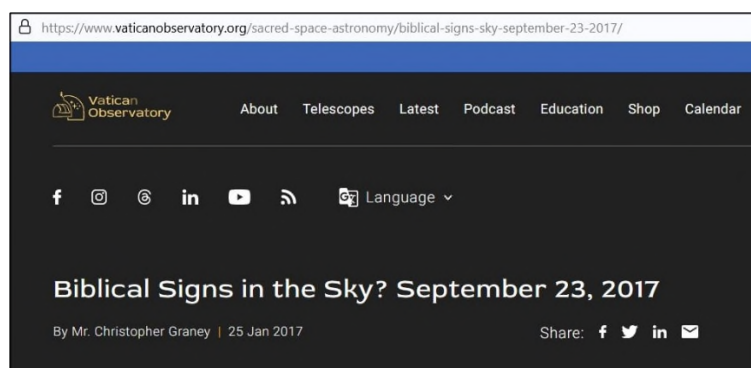 https://www.vaticanobservatory.org/sacred-space-astronomy/biblical-signs-sky-september-23-2017/
Vatican
Observatory
About Telescopes Latest Podcast Education Shop Calendar
Language
Biblical Signs in the Sky? September 23, 2017
By Mr. Christopher Graney | 25 Jan 2017 Share: